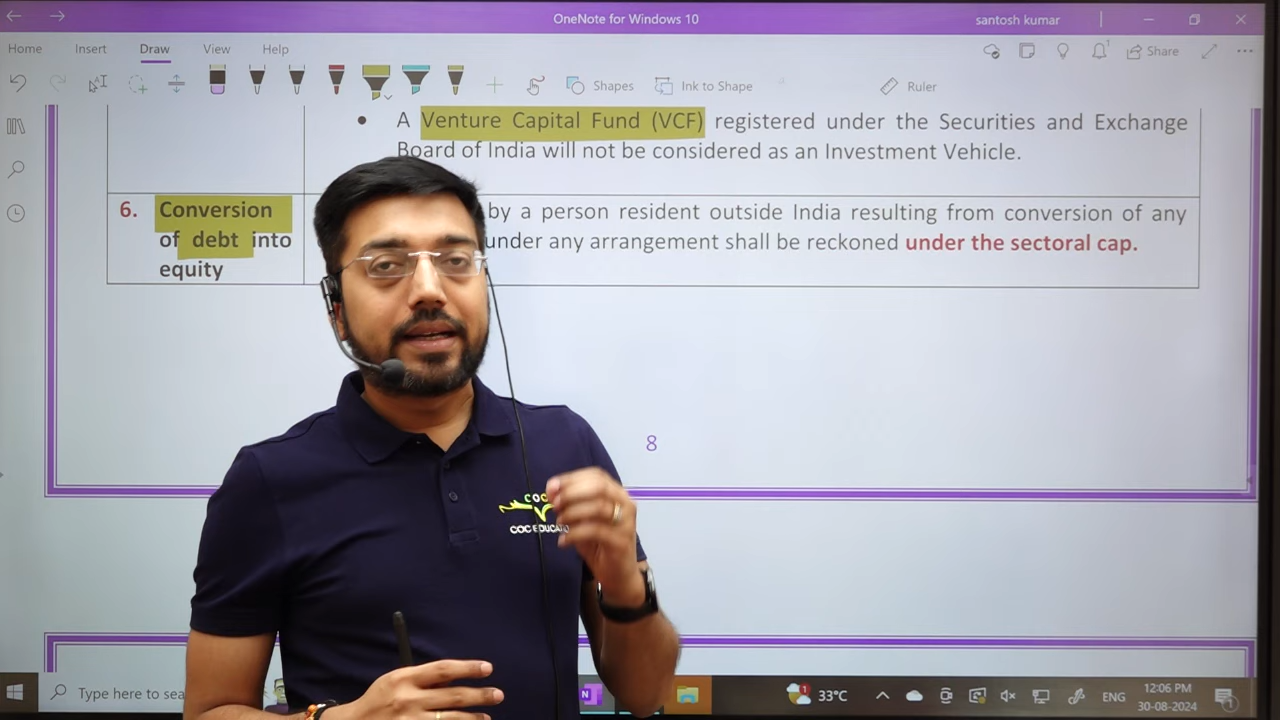 OneNote for Windows 10
santosh kumar
Home Insert Draw View Help
Share
Shapes
Ink to Shape
Ruler
A Venture Capital Fund (VCF) registered under the Securities and Exchange
Board of India will not be considered as an Investment Vehicle.
6. Conversion by a person resident outside India resulting from conversion of any
of debt into under any arrangement shall be reckoned under the sectoral cap.
equity
8
COC
COC EDUCATI
Type here to sea
33°C
ENG
12:06 PM
30-08-2024